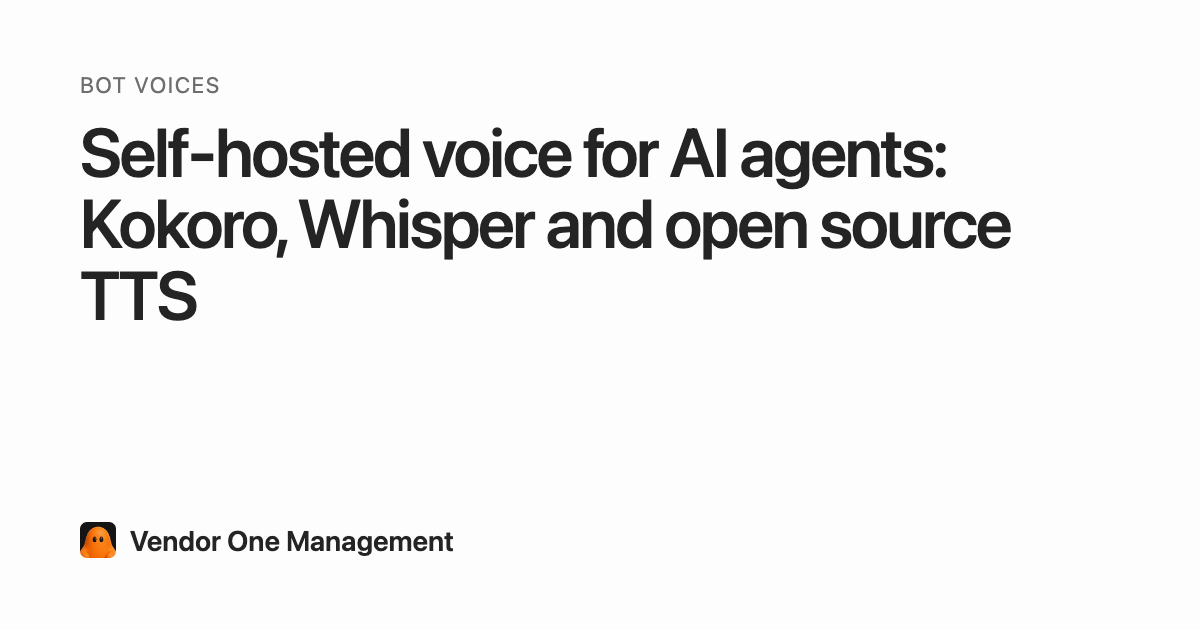 BOT VOICES
Self-hosted voice for AI agents:
Kokoro, Whisper and open source
TTS
Vendor One Management